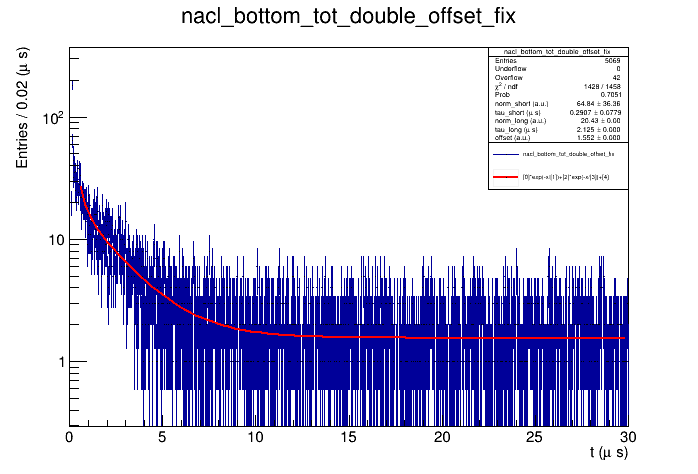 nacl_bottom_tot_double_offset_fix
Entries / 0.02 (μ s)
nacl_bottom_tot_double_offset_fix
Entries 5069
Underflow 0
Overflow 42
χ² / ndf 1428 / 1458
Prob 0.7051
norm_short (a.u.) 64.84 ± 36.36
tau_short (μ s) 0.2907 ± 0.0779
norm_long (a.u.) 20.43 ± 0.00
tau_long (μ s) 2.125 ± 0.000
offset (a.u.) 1.552 ± 0.000
nacl_bottom_tot_double_offset_fix
[0]*exp(-x/[1])+[2]*exp(-x/[3])+[4]
10²
10
1
0 5 10 15 20 25 30
t (μ s)